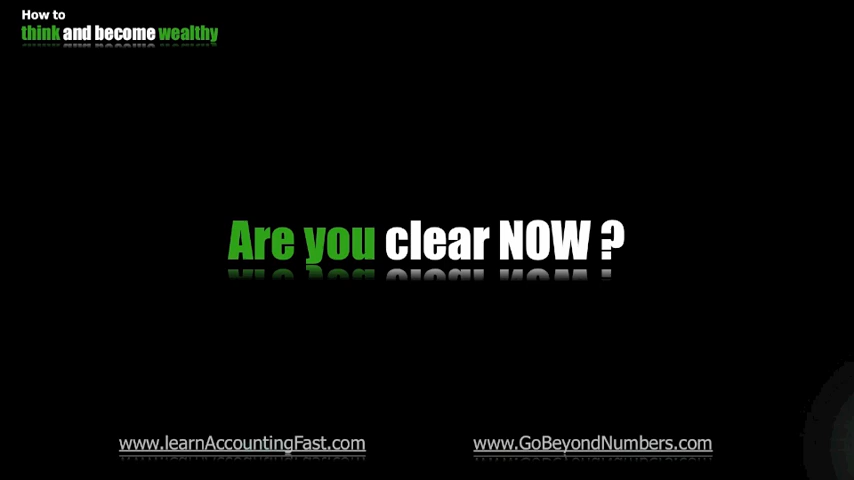 How to
think and become wealthy
Are you clear NOW ?
www.learnAccountingFast.com
www.GoBeyondNumbers.com